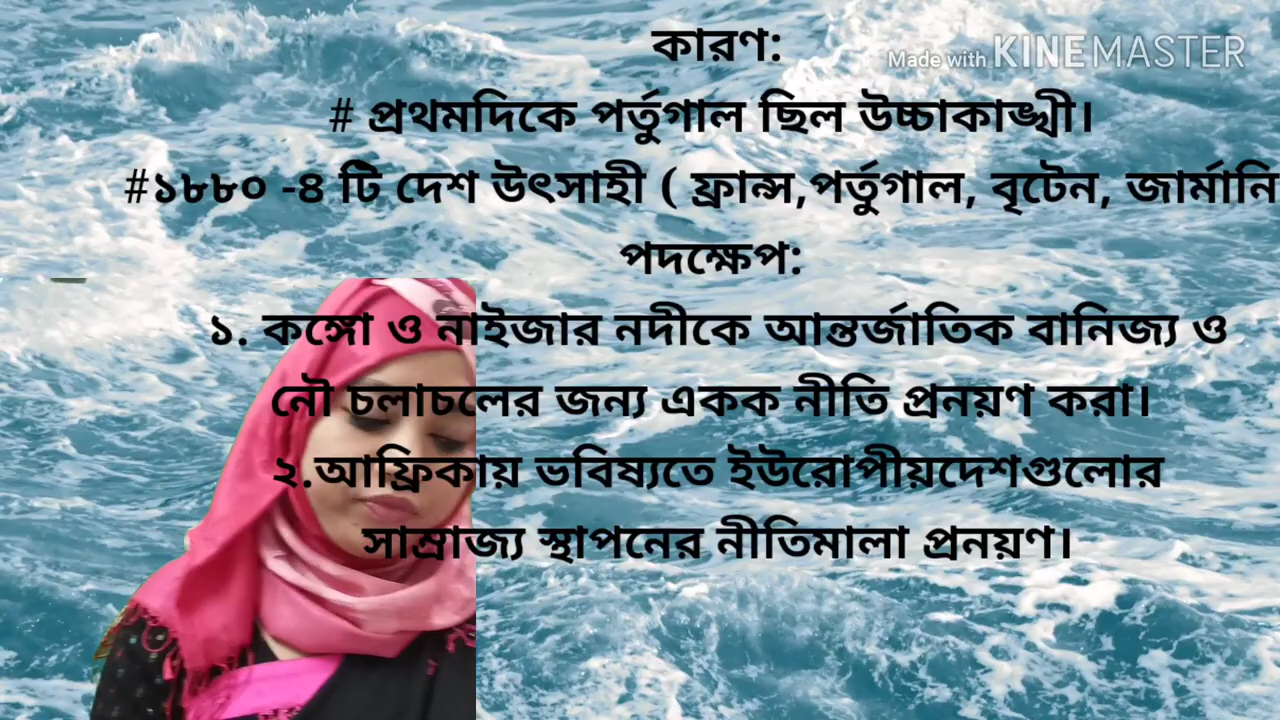 কারণ:
Made with KINEMASTER
# প্রথমদিকে পর্তুগাল ছিল উচ্চাকাঙ্খী।
#১৮৮০ -৪ টি দেশ উৎসাহী ( ফ্রান্স,পর্তুগাল, বৃটেন, জার্মানি
পদক্ষেপ:
১. কঙ্গো ও নাইজার নদীকে আন্তর্জাতিক বানিজ্য ও
নৌ চলাচলের জন্য একক নীতি প্রনয়ণ করা।
২.আফ্রিকায় ভবিষ্যতে ইউরোপীয়দেশগুলোর
সাম্রাজ্য স্থাপনের নীতিমালা প্রনয়ণ।